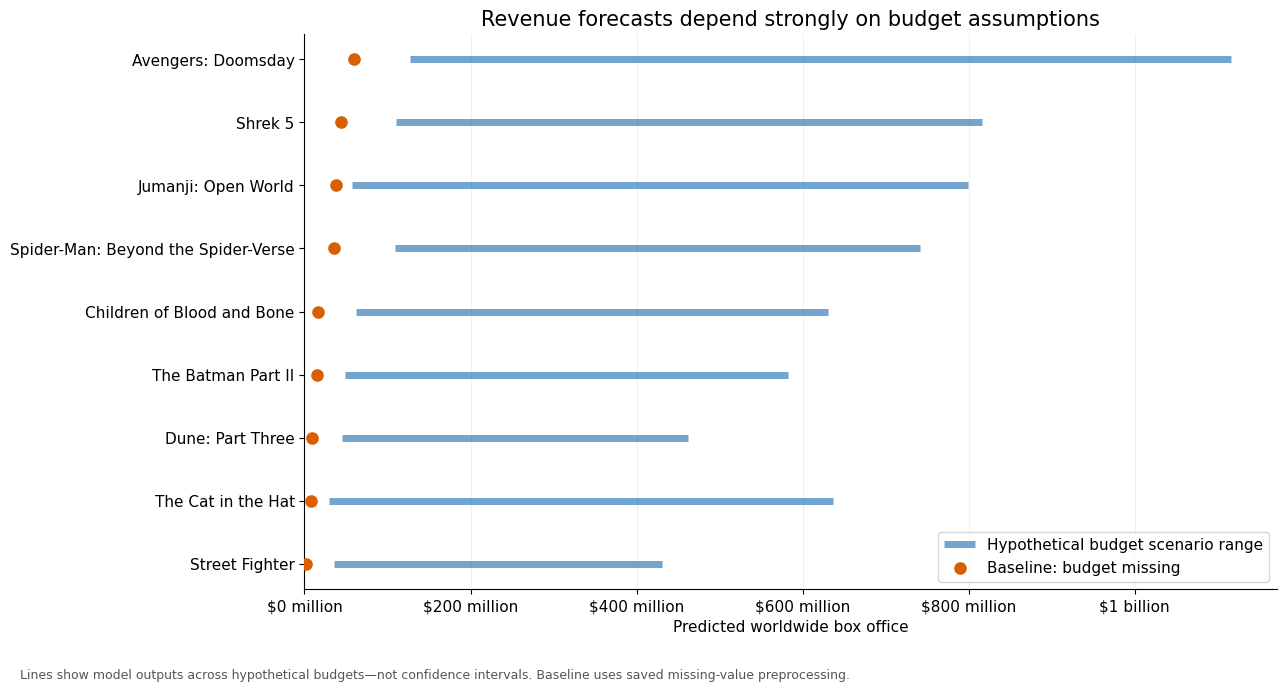 Revenue forecasts depend strongly on budget assumptions
Avengers: Doomsday
Shrek 5
Jumanji: Open World
Spider-Man: Beyond the Spider-Verse
Children of Blood and Bone
The Batman Part II
Dune: Part Three
The Cat in the Hat
Street Fighter
Hypothetical budget scenario range
Baseline: budget missing
$0 million $200 million $400 million $600 million $800 million $1 billion
Predicted worldwide box office
Lines show model outputs across hypothetical budgets—not confidence intervals. Baseline uses saved missing-value preprocessing.